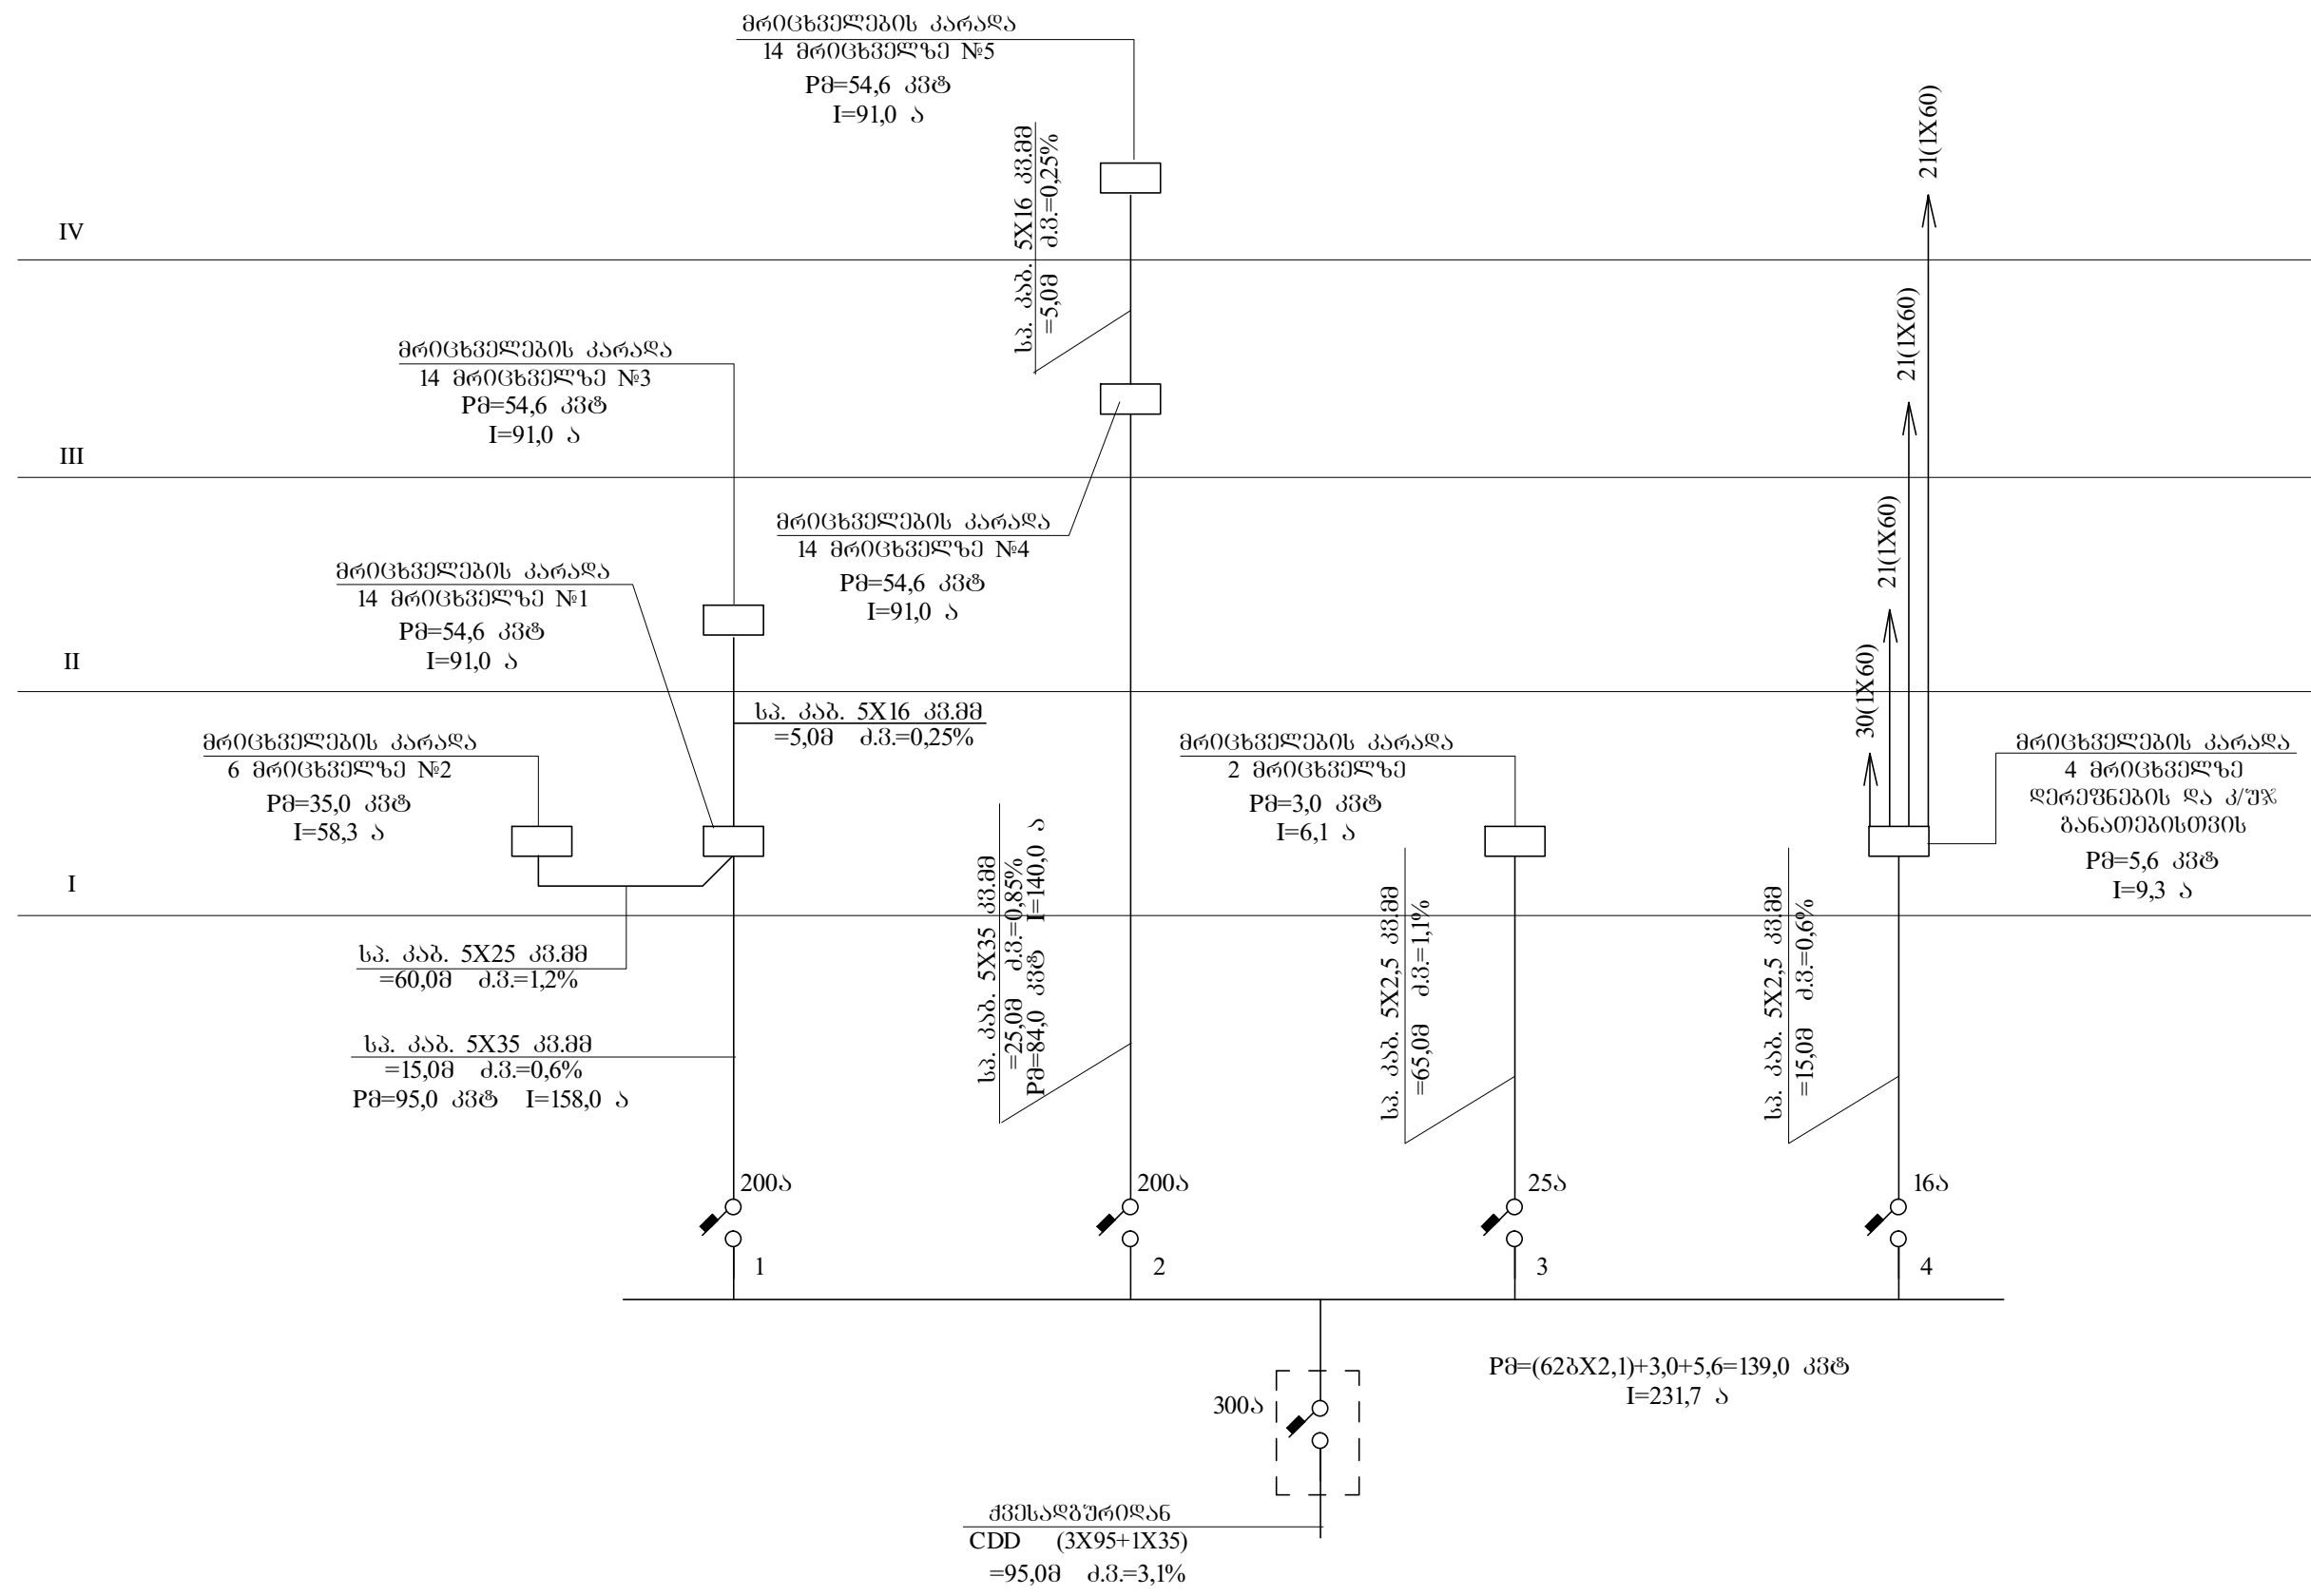 მრიცხველების კარადა
14 მრიცხველზე №5
Pმ=54,6 კვტ
I=91,0 ა
სპ. კაბ. 5X16 კვ.მმ
=5,0მ ძ.ვ.=0,25%
21(1X60)
IV
21(1X60)
მრიცხველების კარადა
14 მრიცხველზე №3
Pმ=54,6 კვტ
I=91,0 ა
III
მრიცხველების კარადა
14 მრიცხველზე №4
Pმ=54,6 კვტ
I=91,0 ა
21(1X60)
მრიცხველების კარადა
14 მრიცხველზე №1
Pმ=54,6 კვტ
I=91,0 ა
II
30(1X60)
სპ. კაბ. 5X16 კვ.მმ
=5,0მ ძ.ვ.=0,25%
მრიცხველების კარადა
6 მრიცხველზე №2
Pმ=35,0 კვტ
I=58,3 ა
მრიცხველების კარადა
2 მრიცხველზე
Pმ=3,0 კვტ
I=6,1 ა
მრიცხველების კარადა
4 მრიცხველზე
დერეფნების და კ/უჯ
განათებისთვის
Pმ=5,6 კვტ
I=9,3 ა
I
სპ. კაბ. 5X25 კვ.მმ
=60,0მ ძ.ვ.=1,2%
სპ. კაბ. 5X35 კვ.მმ
=15,0მ ძ.ვ.=0,6%
Pმ=95,0 კვტ I=158,0 ა
სპ. კაბ. 5X35 კვ.მმ
=25,0მ ძ.ვ.=0,85%
Pმ=84,0 კვტ I=140,0 ა
სპ. კაბ. 5X2,5 კვ.მმ
=65,0მ ძ.ვ.=1,1%
სპ. კაბ. 5X2,5 კვ.მმ
=15,0მ ძ.ვ.=0,6%
200ა
200ა
25ა
16ა
1
2
3
4
Pმ=(62ბX2,1)+3,0+5,6=139,0 კვტ
I=231,7 ა
300ა
ქვესადგურიდან
CDD (3X95+1X35)
=95,0მ ძ.ვ.=3,1%